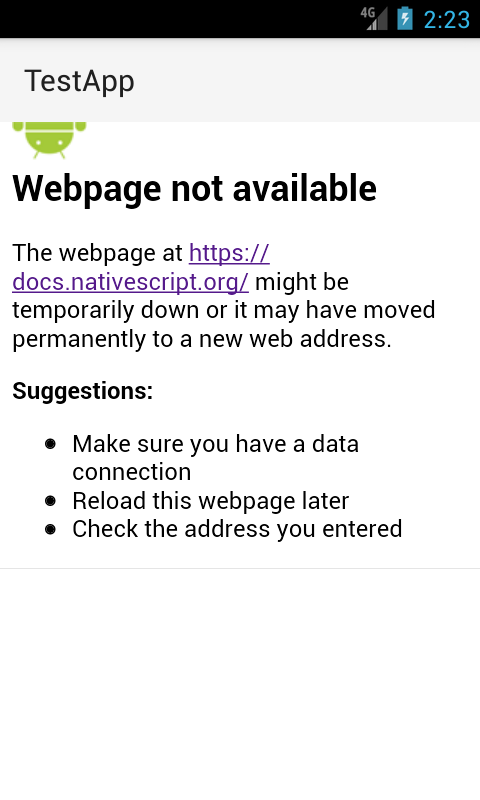 4G 2:23
TestApp
Webpage not available
The webpage at https://
docs.nativescript.org/ might be
temporarily down or it may have moved
permanently to a new web address.
Suggestions:
Make sure you have a data
connection
Reload this webpage later
Check the address you entered